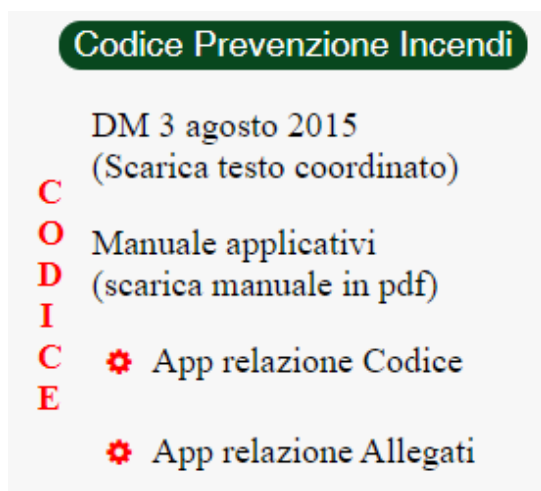 Codice Prevenzione Incendi
DM 3 agosto 2015
(Scarica testo coordinato)
Manuale applicativi
(scarica manuale in pdf)
App relazione Codice
App relazione Allegati
C
O
D
I
C
E